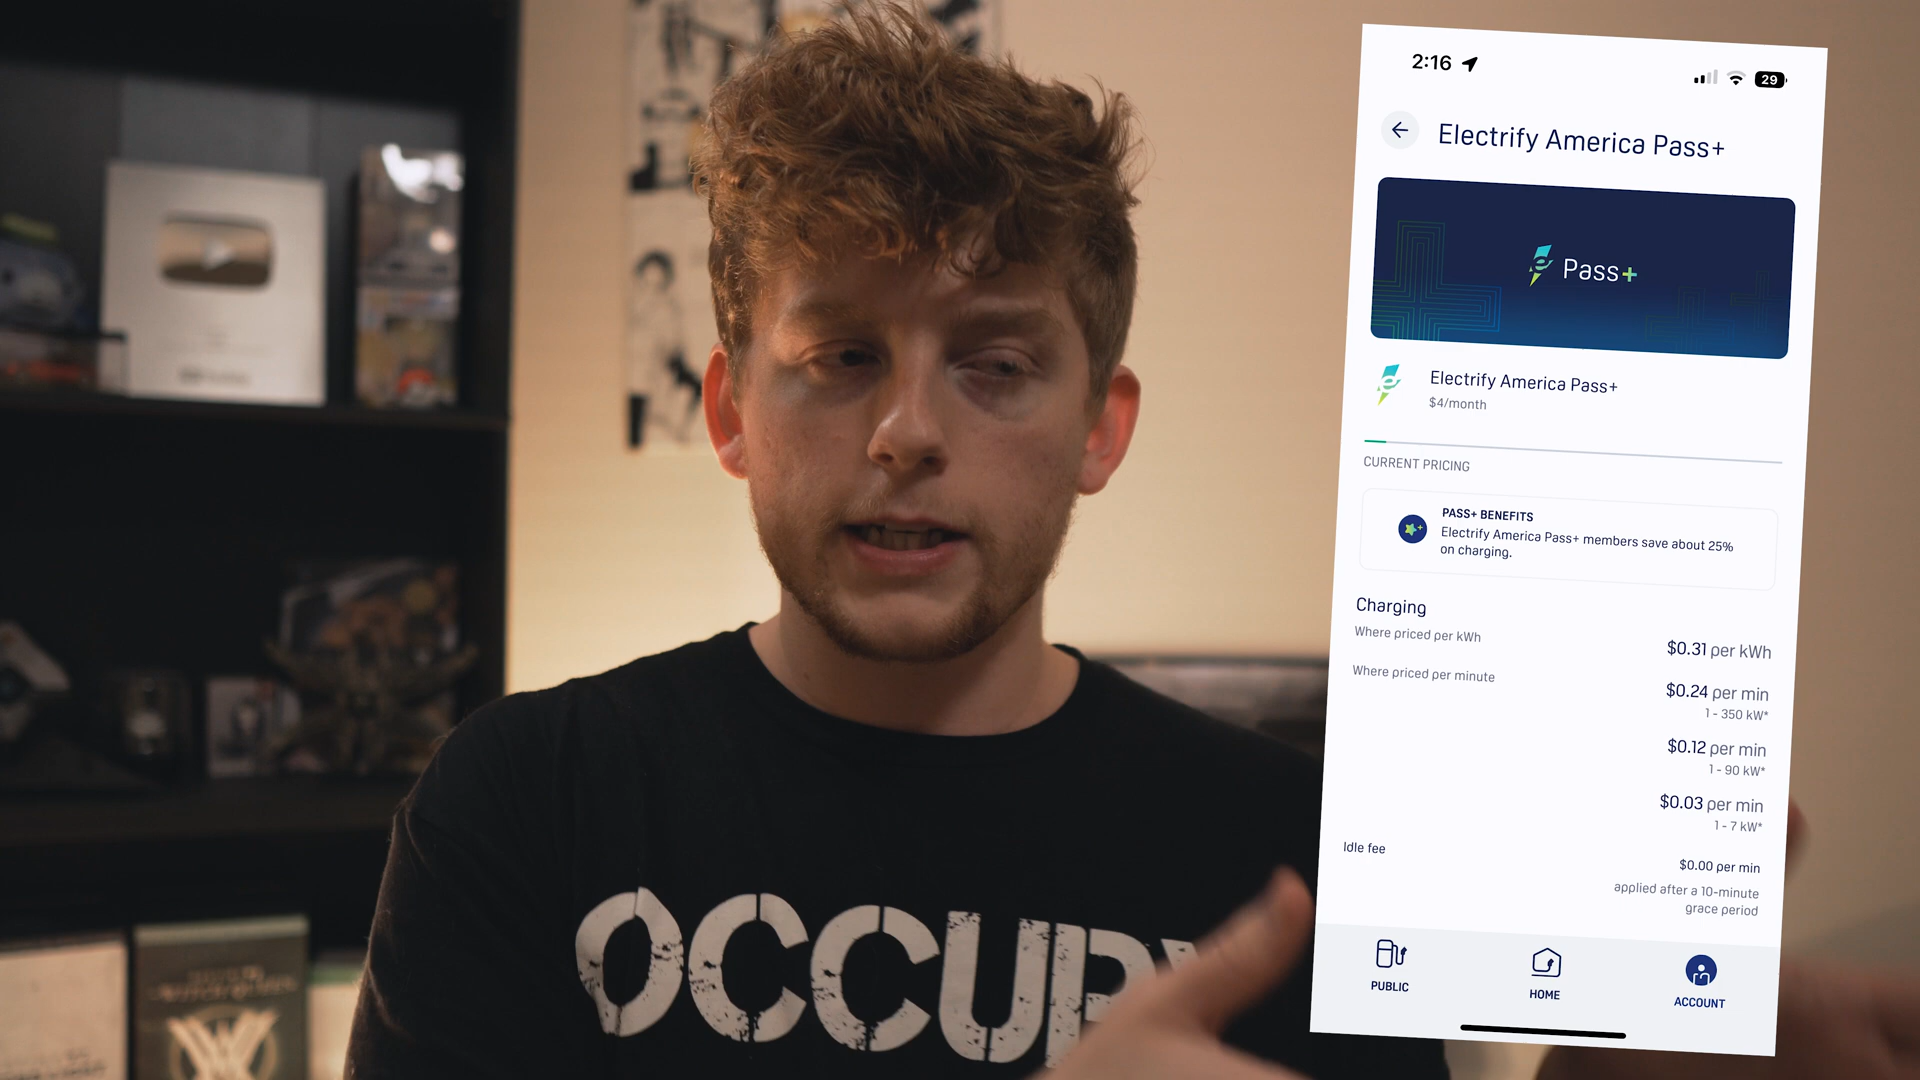 2:16
29
Electrify America Pass+
Pass+
Electrify America Pass+
$4/month
CURRENT PRICING
PASS+ BENEFITS
Electrify America Pass+ members save about 25%
on charging.
Charging
Where priced per kWh
$0.31 per kWh
Where priced per minute
$0.24 per min
1 - 350 kW*
$0.12 per min
1 - 90 kW*
$0.03 per min
1 - 7 kW*
Idle fee
$0.00 per min
applied after a 10-minute
grace period
PUBLIC
HOME
ACCOUNT
OCCUPY